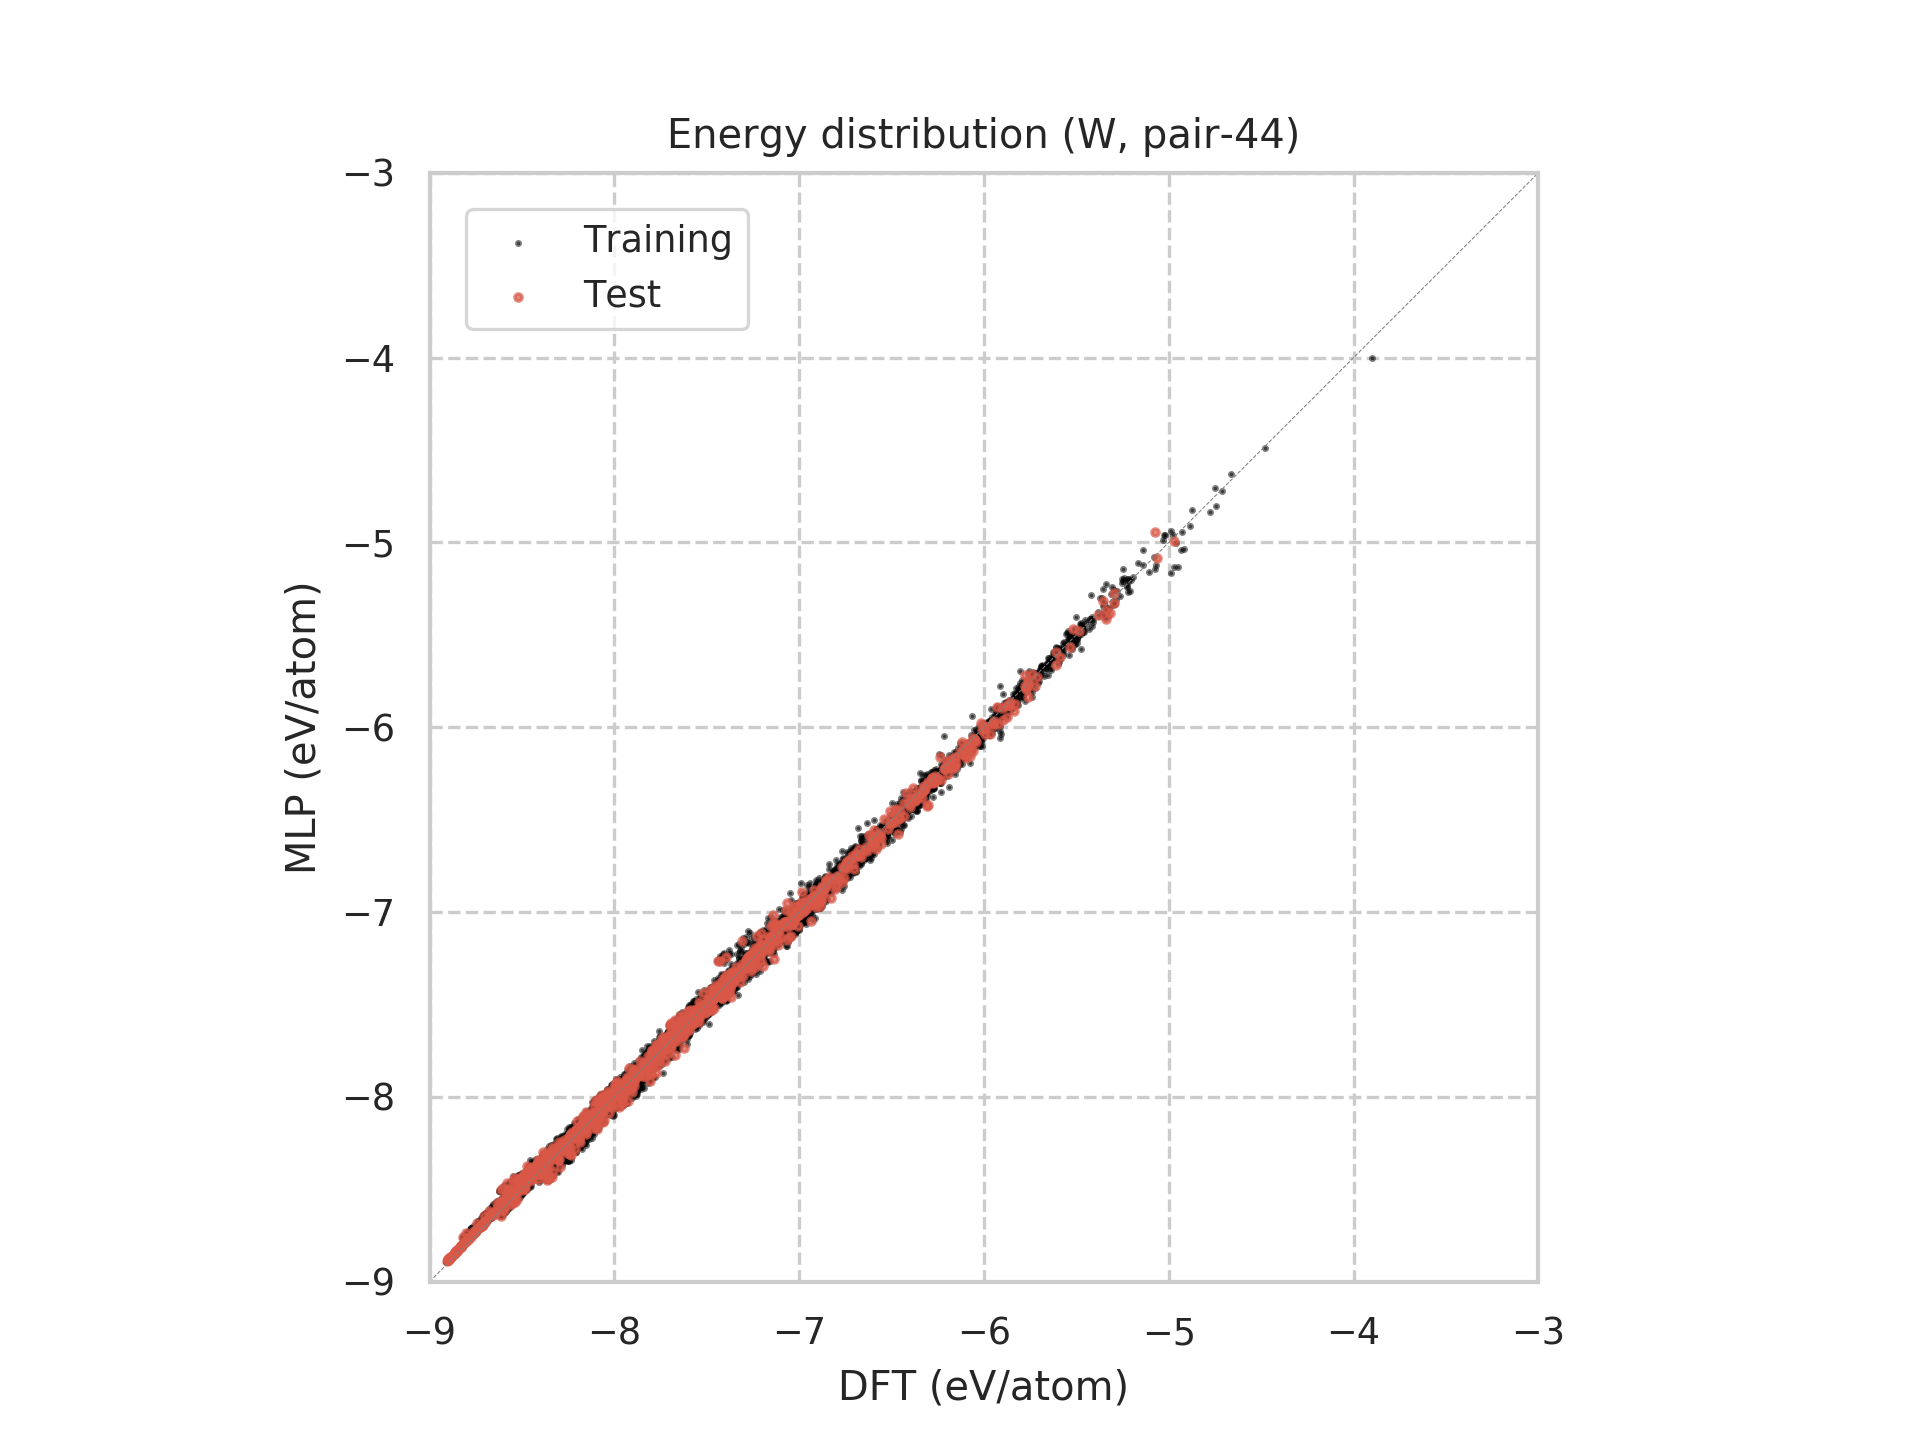 Energy distribution (W, pair-44)
Training
Test
MLP (eV/atom)
−3
−4
−5
−6
−7
−8
−9
−9 −8 −7 −6 −5 −4 −3
DFT (eV/atom)